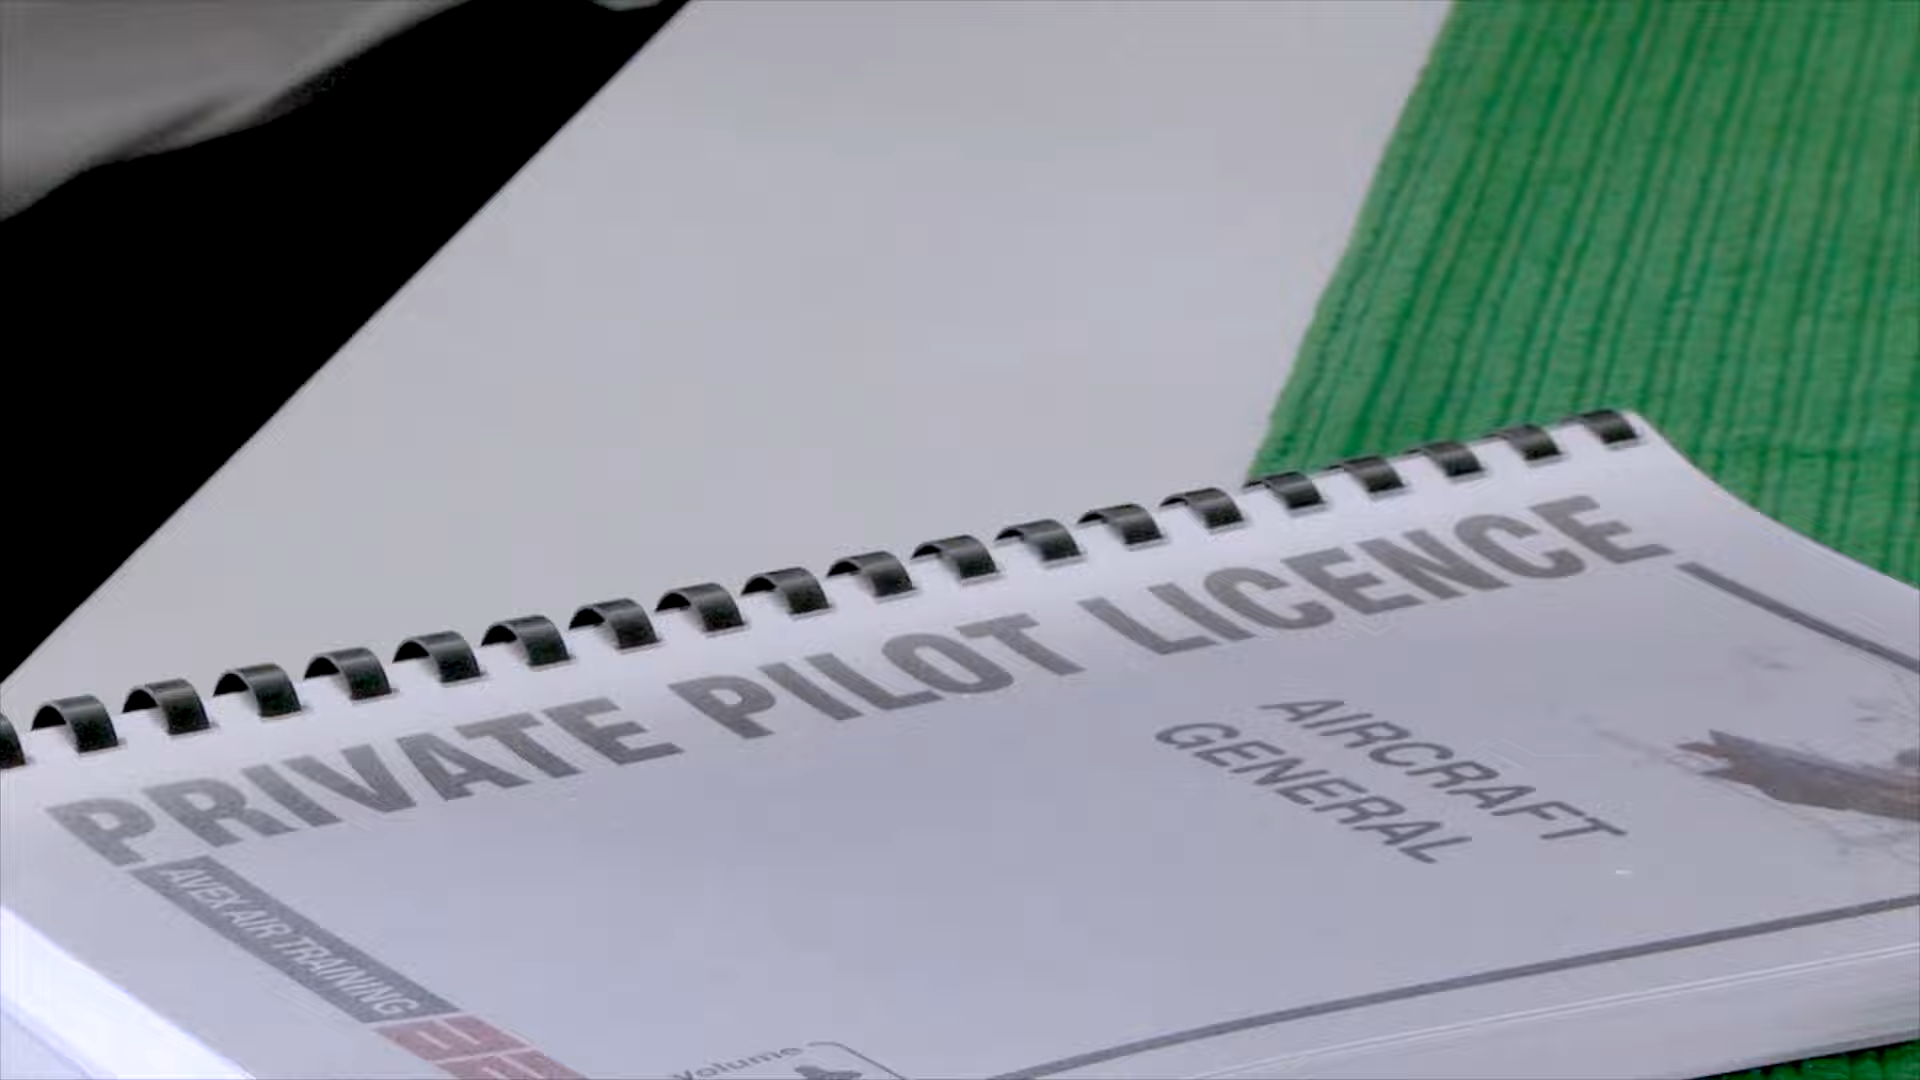 PRIVATE PILOT LICENCE
AIRCRAFT
GENERAL
AVEX AIR TRAINING
Volume